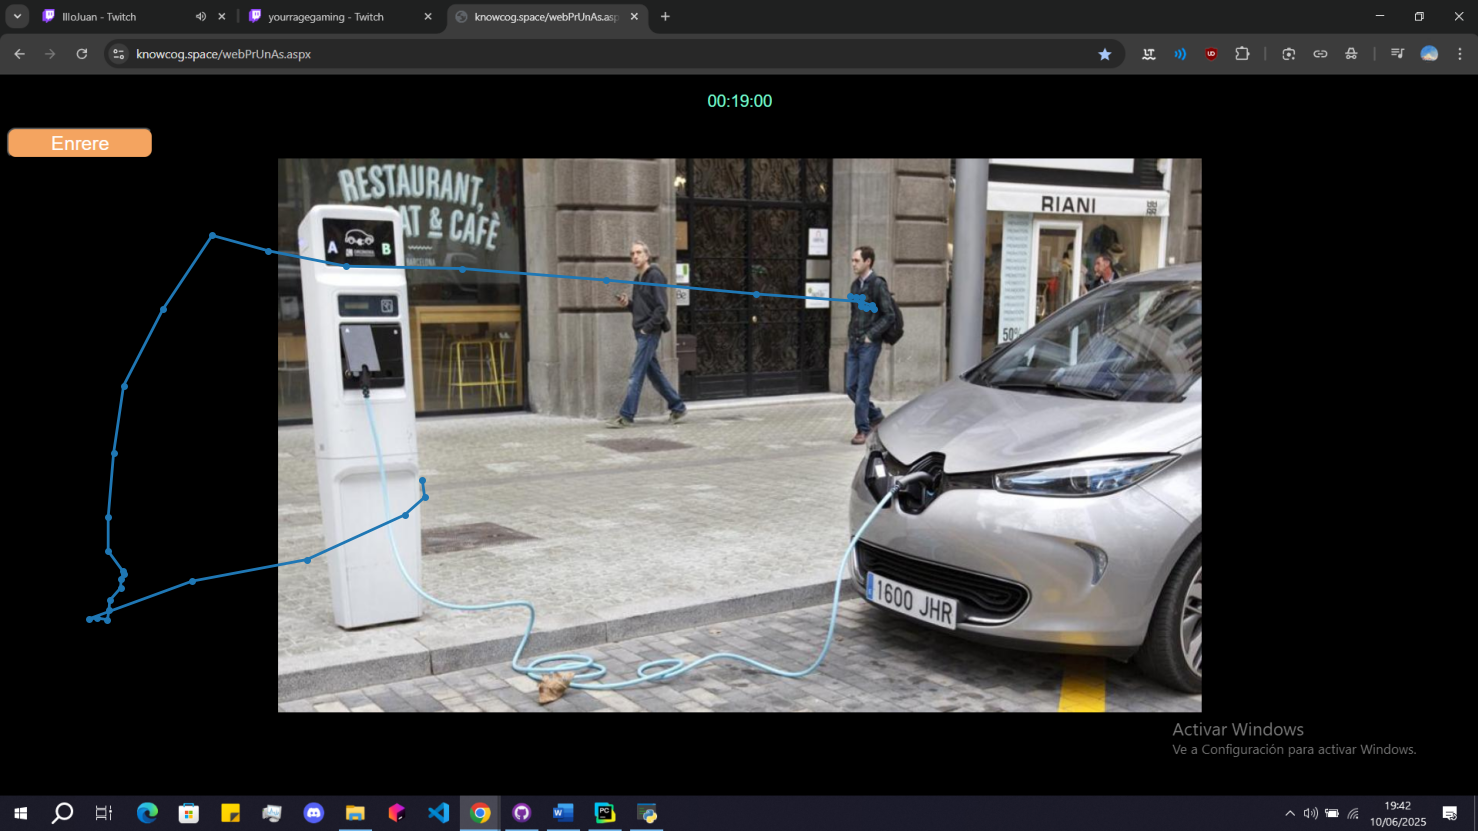 IlloJuan - Twitch
yourragegaming - Twitch
knowcog.space/webPrUnAs.asp
knowcog.space/webPrUnAs.aspx
00:19:00
Enrere
RESTAURANT,
AT & CAFÈ
BARCELONA
A
B
RIANI
50%
1600 JHR
Activar Windows
Ve a Configuración para activar Windows.
19:42
10/06/2025